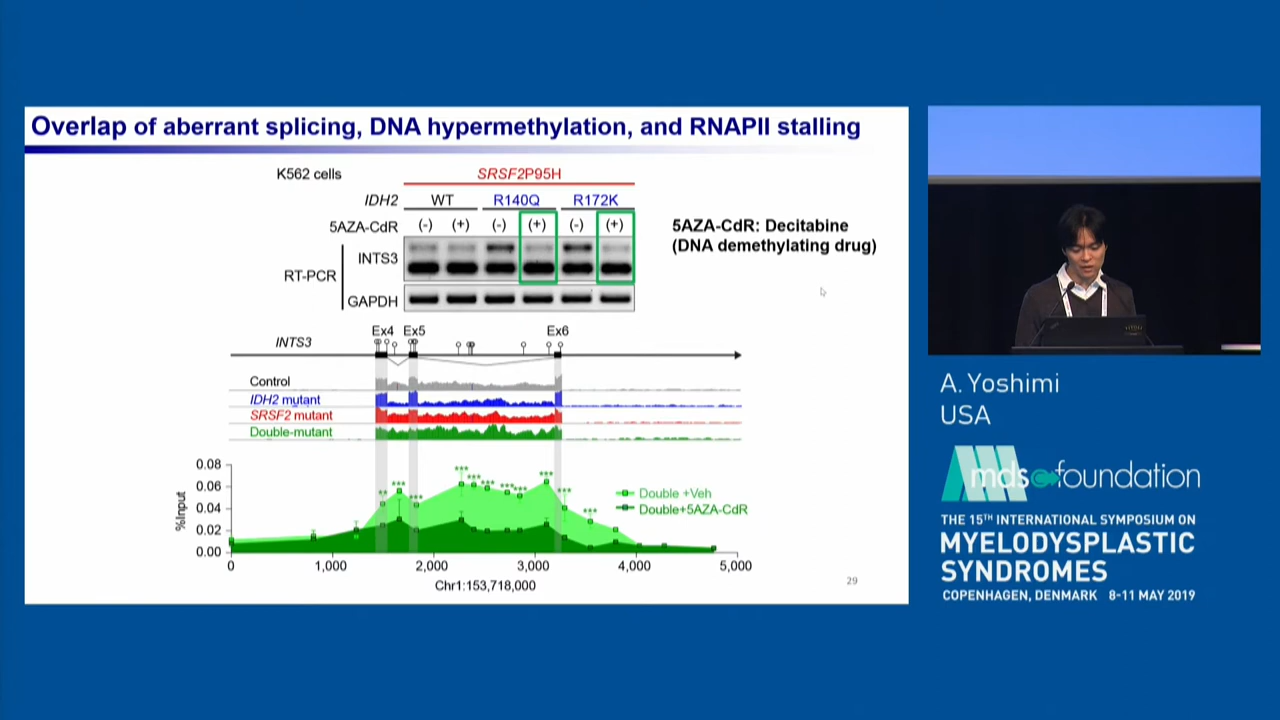 Overlap of aberrant splicing, DNA hypermethylation, and RNAPII stalling
K562 cells
SRSF2P95H
IDH2 WT R140Q R172K
5AZA-CdR (-) (+) (-) (+) (-) (+)
5AZA-CdR: Decitabine
(DNA demethylating drug)
RT-PCR
INTS3
GAPDH
Ex4 Ex5 Ex6
INTS3
Control
IDH2 mutant
SRSF2 mutant
Double-mutant
%Input
0.08
0.06
0.04
0.02
0.00
** *** *** *** *** *** *** *** *** *** ***
Double +Veh
Double+5AZA-CdR
0 1,000 2,000 3,000 4,000 5,000
Chr1:153,718,000
29
A. Yoshimi
USA
mds foundation
THE 15TH INTERNATIONAL SYMPOSIUM ON
MYELODYSPLASTIC
SYNDROMES
COPENHAGEN, DENMARK 8-11 MAY 2019